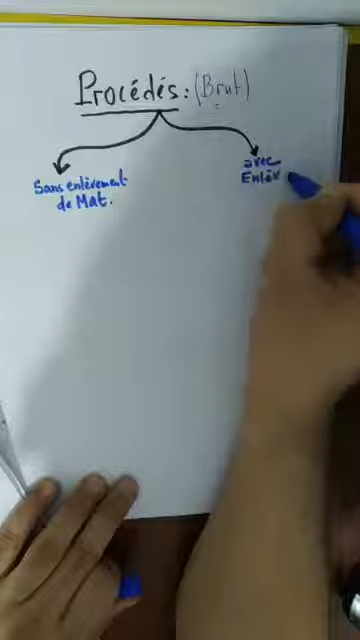 Procédés : (Brut)
Sans enlèvement
de Mat.
avec
Enlèv